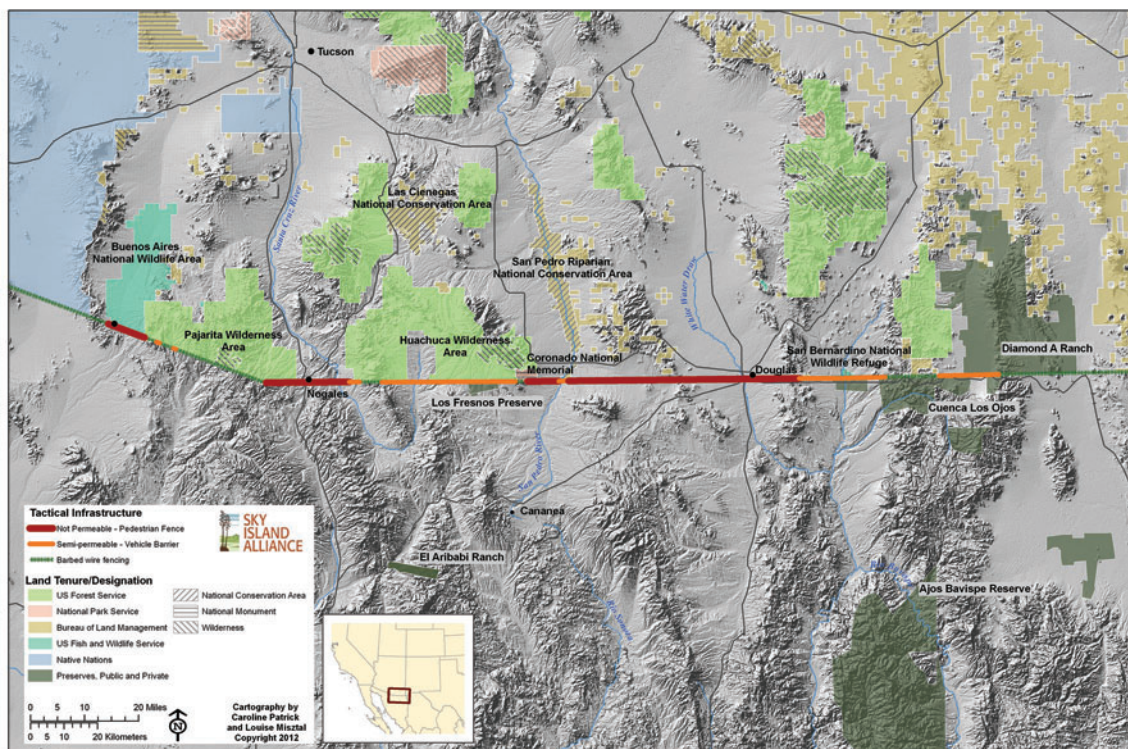 Tucson
Santa Cruz River
Las Cienegas
National Conservation Area
Buenos Aires
National Wildlife Area
San Pedro Riparian
National Conservation Area
White Water Draw
Pajarita Wilderness
Area
Huachuca Wilderness
Area
Coronado National
Memorial
Douglas
San Bernardino National
Wildlife Refuge
Diamond A Ranch
Nogales
Los Fresnos Preserve
Cuenca Los Ojos
San Pedro River
Cananea
El Aribabi Ranch
Rio Sonora
Ajos Bavispe Reserve
Tactical Infrastructure
Not Permeable - Pedestrian Fence
Semi-permeable - Vehicle Barrier
Barbed wire fencing
SKY
ISLAND
ALLIANCE
Land Tenure/Designation
US Forest Service
National Park Service
Bureau of Land Management
US Fish and Wildlife Service
Native Nations
Preserves, Public and Private
National Conservation Area
National Monument
Wilderness
0 5 10 20 Miles
0 5 10 20 Kilometers
N
Cartography by
Caroline Patrick
and Louise Misztal
Copyright 2012